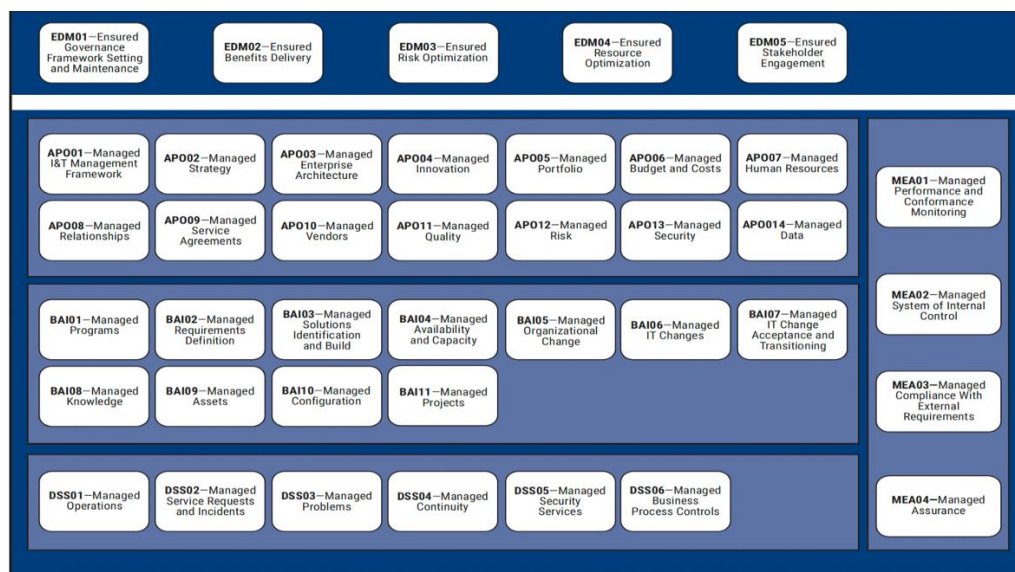 EDM01—Ensured
Governance
Framework Setting
and Maintenance
EDM02—Ensured
Benefits Delivery
EDM03—Ensured
Risk Optimization
EDM04—Ensured
Resource
Optimization
EDM05—Ensured
Stakeholder
Engagement
APO01—Managed
I&T Management
Framework
APO02—Managed
Strategy
APO03—Managed
Enterprise
Architecture
APO04—Managed
Innovation
APO05—Managed
Portfolio
APO06—Managed
Budget and Costs
APO07—Managed
Human Resources
APO08—Managed
Relationships
APO09—Managed
Service
Agreements
APO10—Managed
Vendors
APO11—Managed
Quality
APO12—Managed
Risk
APO13—Managed
Security
APO014—Managed
Data
BAI01—Managed
Programs
BAI02—Managed
Requirements
Definition
BAI03—Managed
Solutions
Identification
and Build
BAI04—Managed
Availability
and Capacity
BAI05—Managed
Organizational
Change
BAI06—Managed
IT Changes
BAI07—Managed
IT Change
Acceptance and
Transitioning
BAI08—Managed
Knowledge
BAI09—Managed
Assets
BAI10—Managed
Configuration
BAI11—Managed
Projects
DSS01—Managed
Operations
DSS02—Managed
Service Requests
and Incidents
DSS03—Managed
Problems
DSS04—Managed
Continuity
DSS05—Managed
Security
Services
DSS06—Managed
Business
Process Controls
MEA01—Managed
Performance and
Conformance
Monitoring
MEA02—Managed
System of Internal
Control
MEA03—Managed
Compliance With
External
Requirements
MEA04—Managed
Assurance